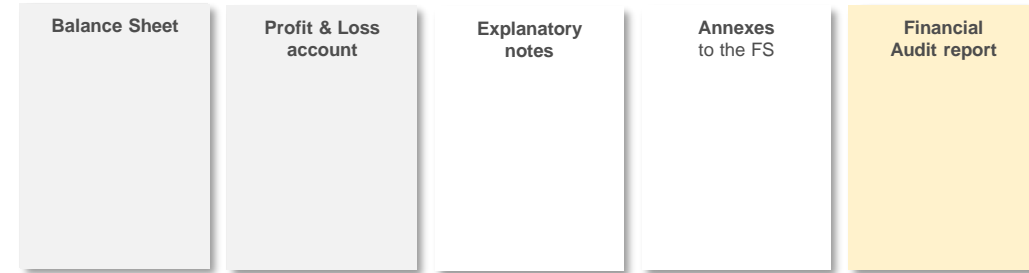 Balance Sheet
Profit & Loss
account
Explanatory
notes
Annexes
to the FS
Financial
Audit report